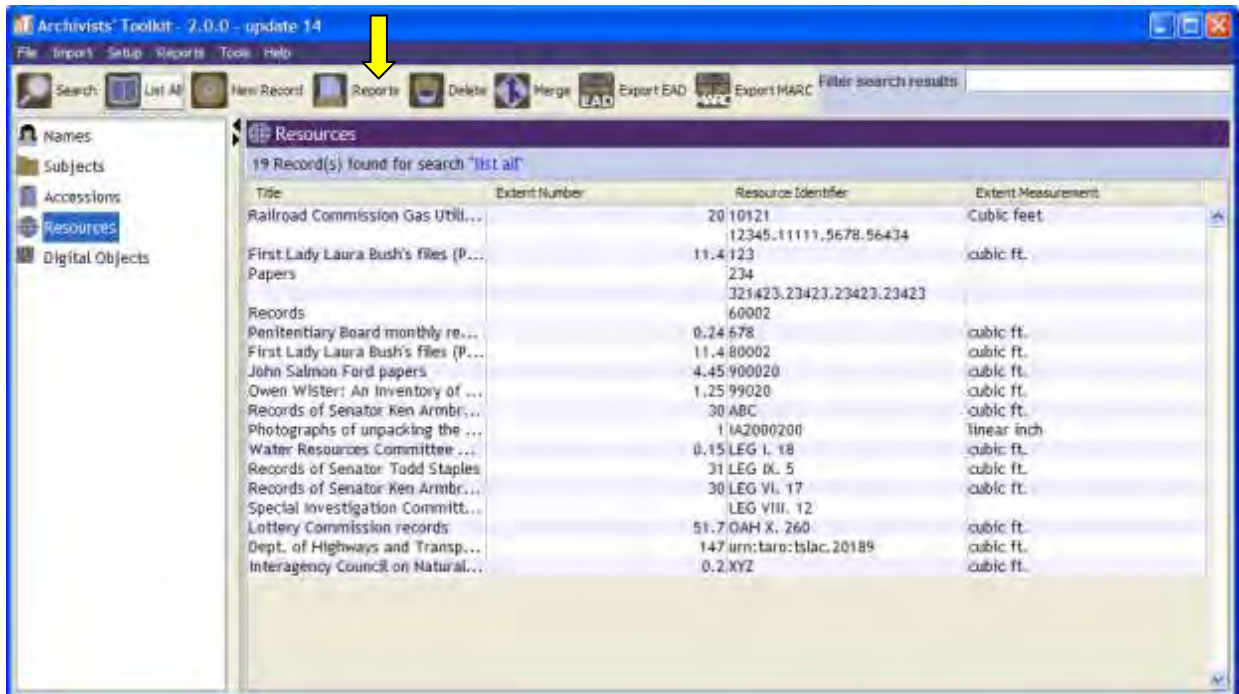 Archivists' Toolkit - 2.0.0 - update 14
File Import Setup Reports Tools Help
Search List All New Record Reports Delete Merge EAD Export EAD Export MARC Filter search results
Names
Subjects
Accessions
Resources
Digital Objects
Resources
19 Record(s) found for search "list all"
Title Extent Number Resource Identifier Extent Measurement
Railroad Commission Gas Utili... 20 10121 Cubic feet
12345.11111.5678.56434
First Lady Laura Bush's files (P... 11.4 123 cubic ft.
Papers 234
321423.23423.23423.23423
Records 60002
Penitentiary Board monthly re... 0.24 678 cubic ft.
First Lady Laura Bush's files (P... 11.4 80002 cubic ft.
John Salmon Ford papers 4.45 900020 cubic ft.
Owen Wister: An Inventory of ... 1.25 99020 cubic ft.
Records of Senator Ken Armbr... 30 ABC cubic ft.
Photographs of unpacking the ... 1 IA2000200 linear inch
Water Resources Committee ... 0.15 LEG I. 18 cubic ft.
Records of Senator Todd Staples 31 LEG IX. 5 cubic ft.
Records of Senator Ken Armbr... 30 LEG VI. 17 cubic ft.
Special Investigation Committ... LEG VIII. 12
Lottery Commission records 51.7 OAH X. 260 cubic ft.
Dept. of Highways and Transp... 147 urn:taro:tslac.20189 cubic ft.
Interagency Council on Natural... 0.2 XYZ cubic ft.